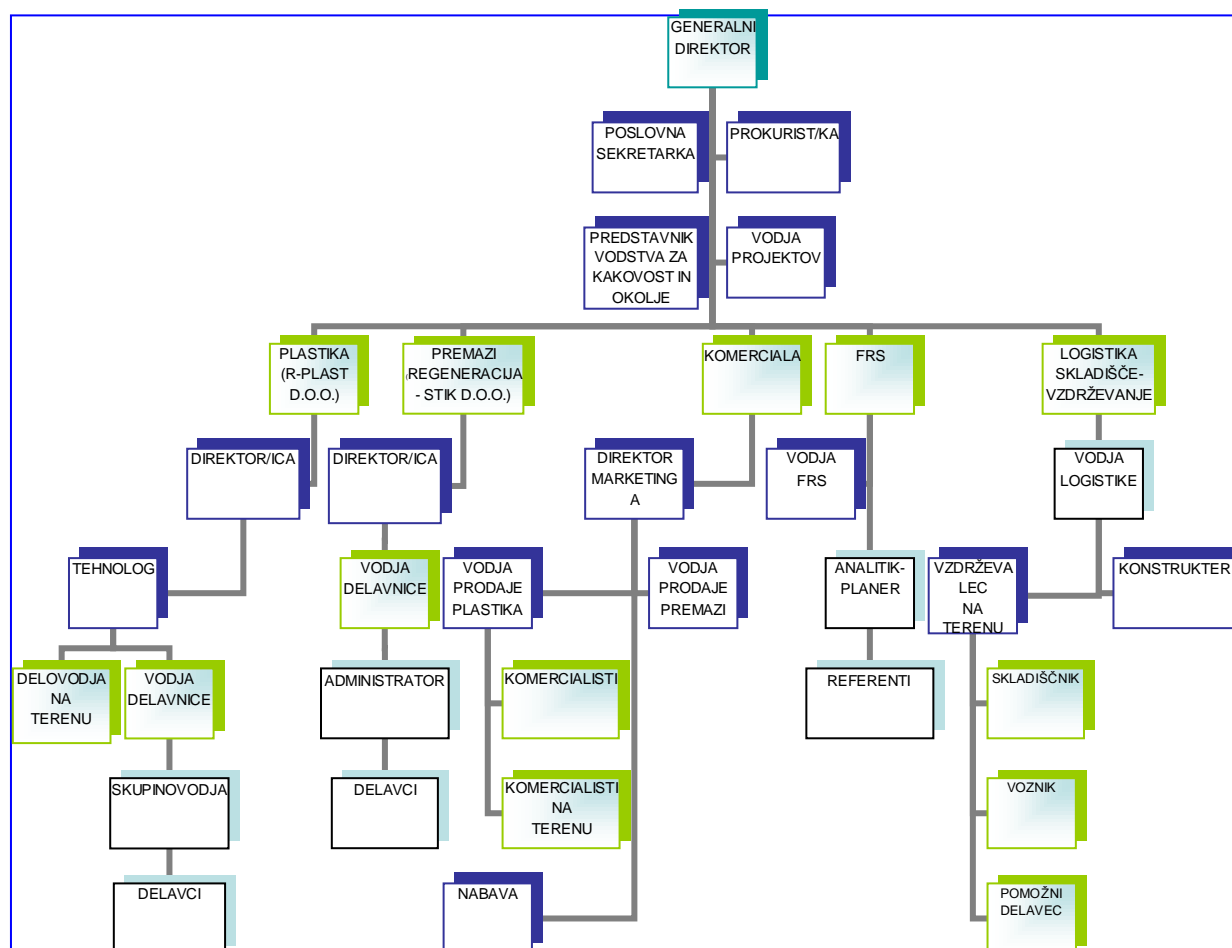 GENERALNI
DIREKTOR
POSLOVNA
SEKRETARKA
PROKURIST/KA
PREDSTAVNIK
VODSTVA ZA
KAKOVOST IN
OKOLJE
VODJA
PROJEKTOV
PLASTIKA
(R-PLAST
D.O.O.)
PREMAZI
(REGENERACIJA
- STIK D.O.O.)
KOMERCIALA
FRS
LOGISTIKA
SKLADIŠČE-
VZDRŽEVANJE
DIREKTOR/ICA
DIREKTOR/ICA
DIREKTOR
MARKETING
A
VODJA
FRS
VODJA
LOGISTIKE
TEHNOLOG
VODJA
DELAVNICE
VODJA
PRODAJE
PLASTIKA
VODJA
PRODAJE
PREMAZI
ANALITIK-
PLANER
VZDRŽEVA
LEC
NA
TERENU
KONSTRUKTER
DELOVODJA
NA
TERENU
VODJA
DELAVNICE
ADMINISTRATOR
KOMERCIALISTI
REFERENTI
SKLADIŠČNIK
SKUPINOVODJA
DELAVCI
KOMERCIALISTI
NA
TERENU
VOZNIK
DELAVCI
NABAVA
POMOŽNI
DELAVEC